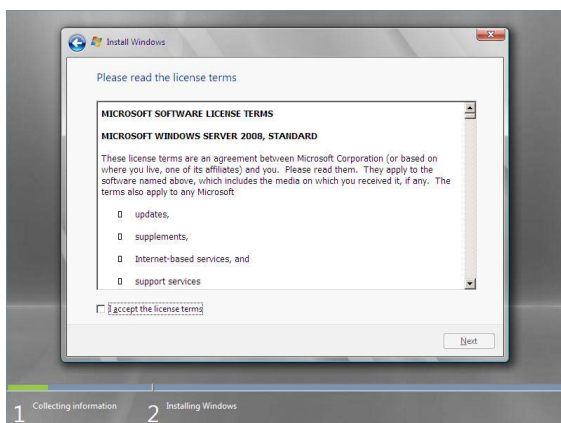 Install Windows
Please read the license terms
MICROSOFT SOFTWARE LICENSE TERMS
MICROSOFT WINDOWS SERVER 2008, STANDARD
These license terms are an agreement between Microsoft Corporation (or based on
where you live, one of its affiliates) and you.  Please read them.  They apply to the
software named above, which includes the media on which you received it, if any.  The
terms also apply to any Microsoft
updates,
supplements,
Internet-based services, and
support services
I accept the license terms
Next
1 Collecting information 2 Installing Windows